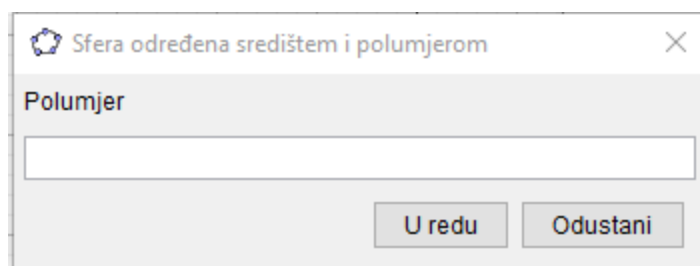 Sfera određena središtem i polumjerom
Polumjer
U redu
Odustani